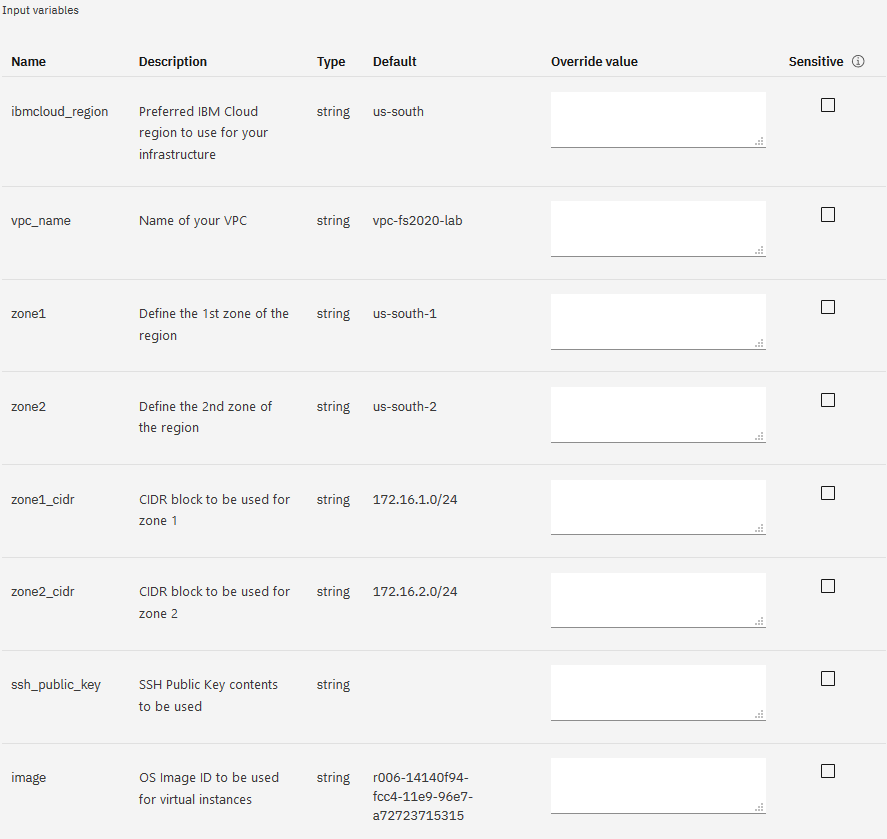 Input variables
Name Description Type Default Override value Sensitive
ibmcloud_region Preferred IBM Cloud string us-south
region to use for your
infrastructure
vpc_name Name of your VPC string vpc-fs2020-lab
zone1 Define the 1st zone of the string us-south-1
region
zone2 Define the 2nd zone of string us-south-2
the region
zone1_cidr CIDR block to be used for string 172.16.1.0/24
zone 1
zone2_cidr CIDR block to be used for string 172.16.2.0/24
zone 2
ssh_public_key SSH Public Key contents string
to be used
image OS Image ID to be used string r006-14140f94-
for virtual instances fcc4-11e9-96e7-
a72723715315